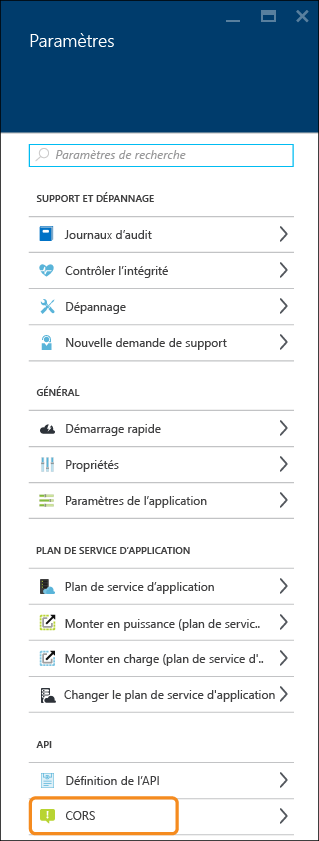 Paramètres
Paramètres de recherche
SUPPORT ET DÉPANNAGE
Journaux d'audit
Contrôler l'intégrité
Dépannage
Nouvelle demande de support
GÉNÉRAL
Démarrage rapide
Propriétés
Paramètres de l'application
PLAN DE SERVICE D'APPLICATION
Plan de service d'application
Monter en puissance (plan de servic..
Monter en charge (plan de service d'..
Changer le plan de service d'application
API
Définition de l'API
CORS